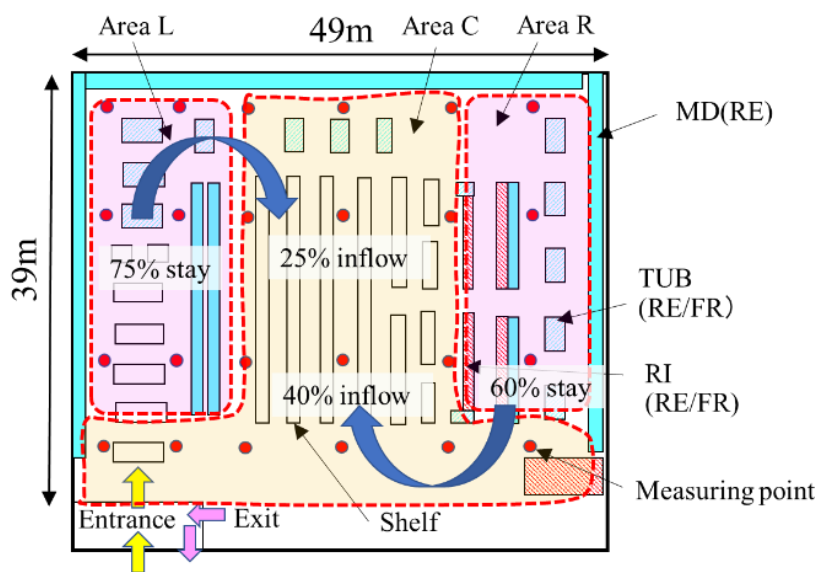 Area L
49m
Area C
Area R
MD(RE)
39m
75% stay
25% inflow
TUB
(RE/FR)
40% inflow
60% stay
RI
(RE/FR)
Measuring point
Entrance
Exit
Shelf